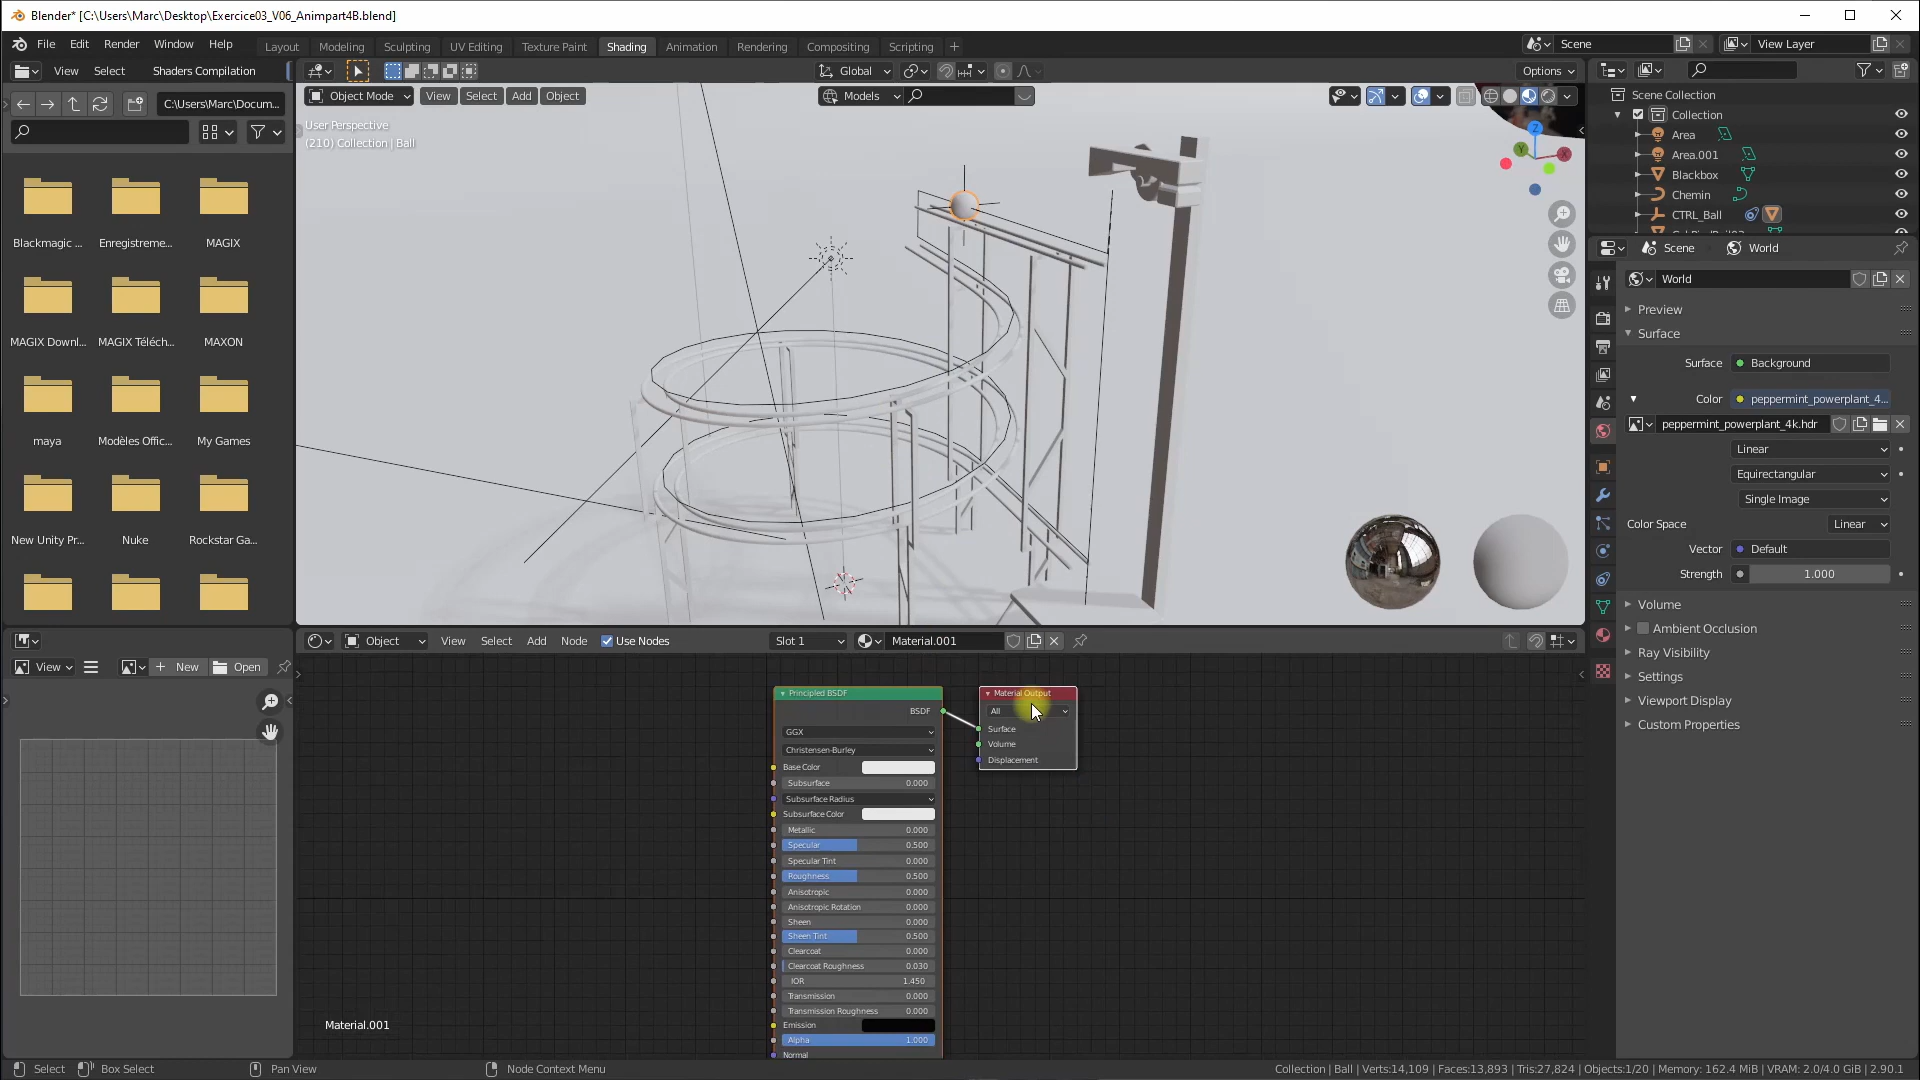 Blender* [C:\Users\Marc\Desktop\Exercice03_V06_Animpart4B.blend]
File Edit Render Window Help
Layout Modeling Sculpting UV Editing Texture Paint Shading Animation Rendering Compositing Scripting +
Scene
View Layer
View Select Shaders Compilation
Global
Options
C:\Users\Marc\Docum...
Object Mode View Select Add Object
Models
User Perspective
(210) Collection | Ball
Blackmagic ...
Enregistreme...
MAGIX
MAGIX Downl...
MAGIX Téléch...
MAXON
maya
Modèles Offic...
My Games
New Unity Pr...
Nuke
Rockstar Ga...
Z
Y
X
Scene Collection
Collection
Area
Area.001
Blackbox
Chemin
CTRL_Ball
Scene World
World
Preview
Surface
Surface Background
Color peppermint_powerplant_4...
peppermint_powerplant_4k.hdr
Linear
Equirectangular
Single Image
Color Space Linear
Vector Default
Strength 1.000
Volume
Ambient Occlusion
Ray Visibility
Settings
Viewport Display
Custom Properties
View New Open
Object View Select Add Node Use Nodes Slot 1 Material.001
Principled BSDF
BSDF
GGX
Christensen-Burley
Base Color
Subsurface 0.000
Subsurface Radius
Subsurface Color
Metallic 0.000
Specular 0.500
Specular Tint 0.000
Roughness 0.500
Anisotropic 0.000
Anisotropic Rotation 0.000
Sheen 0.000
Sheen Tint 0.500
Clearcoat 0.000
Clearcoat Roughness 0.030
IOR 1.450
Transmission 0.000
Transmission Roughness 0.000
Emission
Alpha 1.000
Normal
Material Output
All
Surface
Volume
Displacement
Material.001
Select Box Select Pan View Node Context Menu
Collection | Ball | Verts:14,109 | Faces:13,893 | Tris:27,824 | Objects:1/20 | Memory: 162.4 MiB | VRAM: 2.0/4.0 GiB | 2.90.1